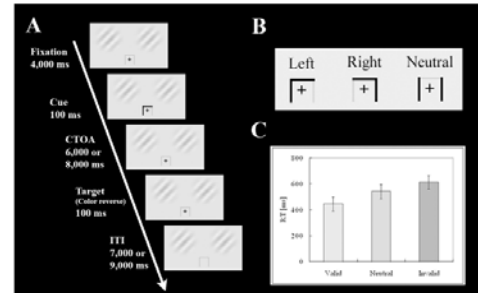 A
Fixation
4,000 ms
Cue
100 ms
CTOA
6,000 or
8,000 ms
Target
(Color reverse)
100 ms
ITI
7,000 or
9,000 ms
B
Left Right Neutral
C
RT [ms]
800
600
400
200
0
Valid Neutral Invalid